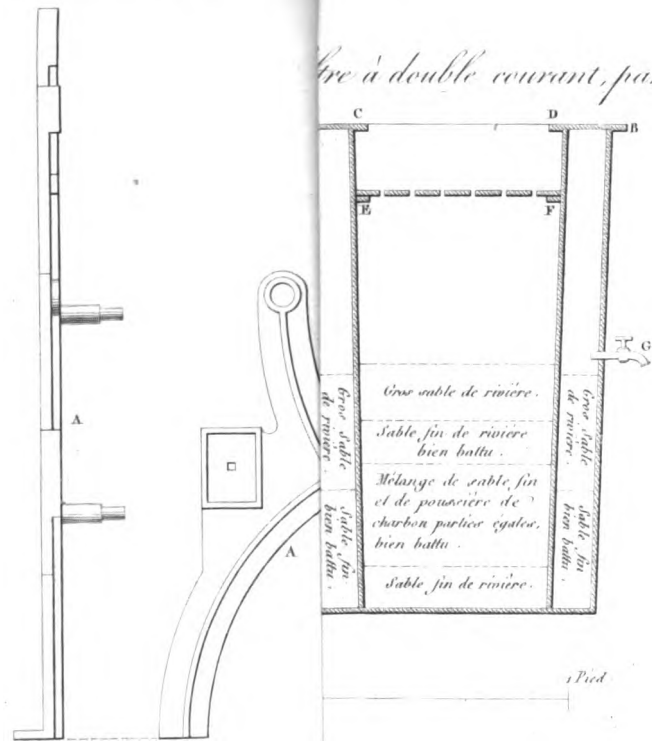 à double courant,
C
D
B
E
F
G
A
A
Gros sable de rivière.
Sable fin de rivière
bien battu.
Mélange de sable fin
et de poussière de
charbon parties égales,
bien battu.
Sable fin de rivière.
Gros Sable
de rivière.
Sable fin
bien battu.
Gros Sable
de rivière.
Sable fin
bien battu.
1 Pied